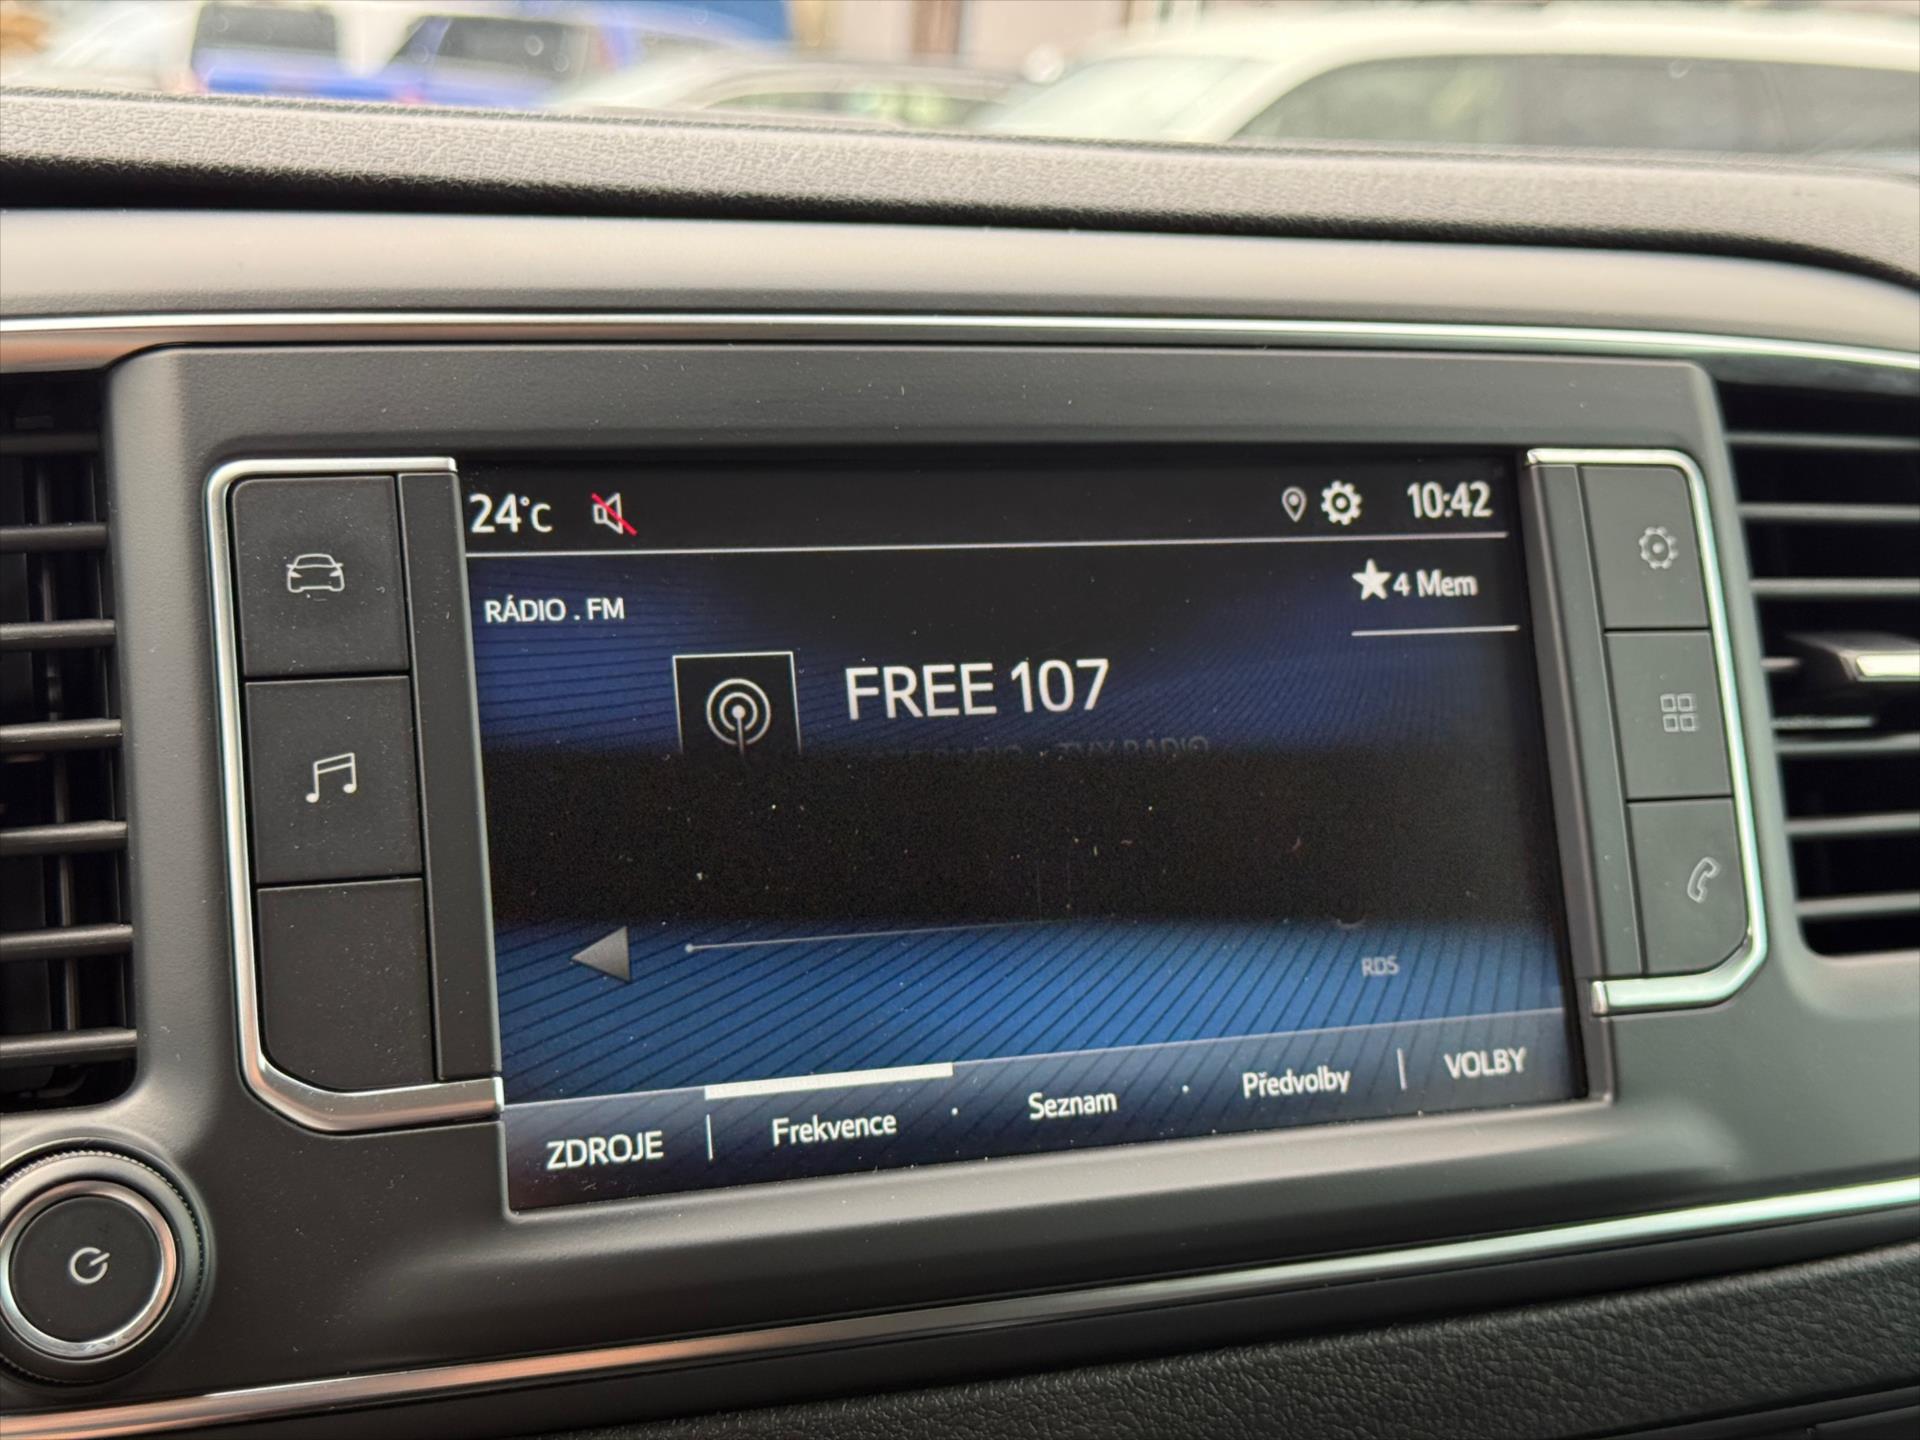 24°c
10:42
4 Mem
RÁDIO . FM
FREE 107
RDS
ZDROJE | Frekvence · Seznam · Předvolby | VOLBY